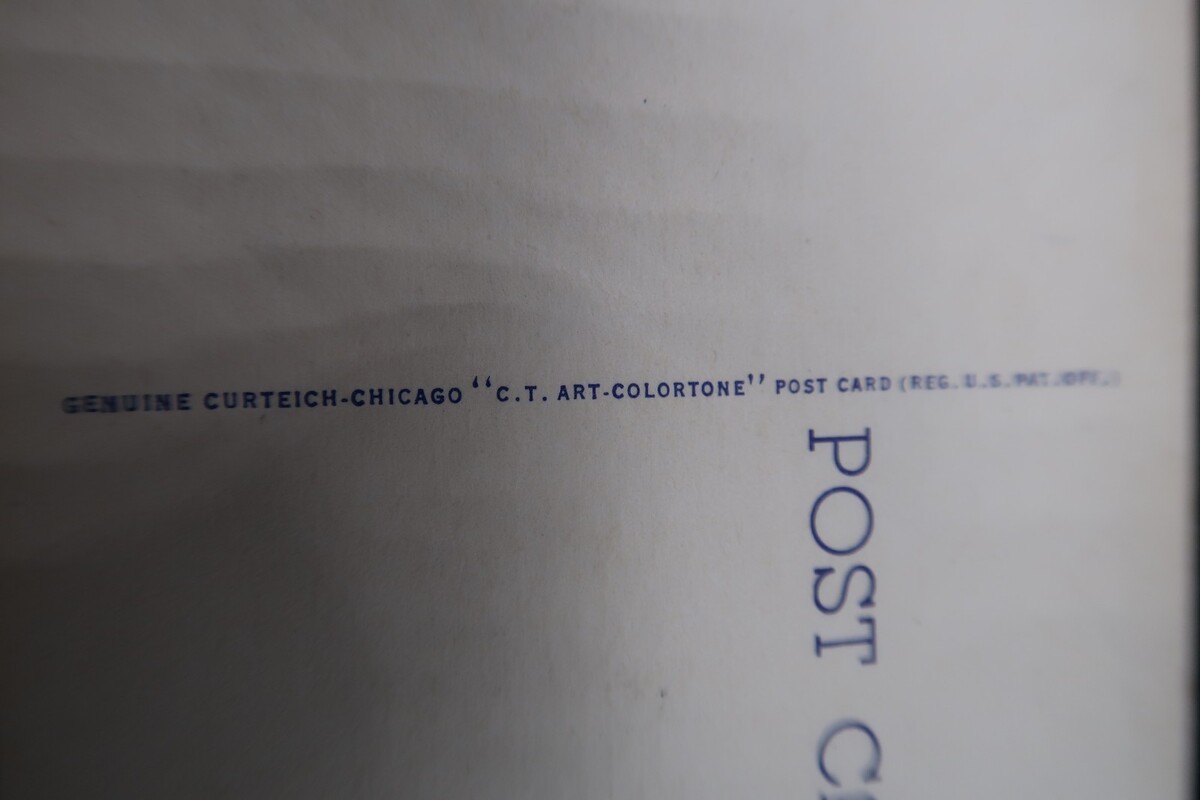 GENUINE CURTEICH-CHICAGO “C.T. ART-COLORTONE” POST CARD (REG. U.S. PAT. OFF.)
POST